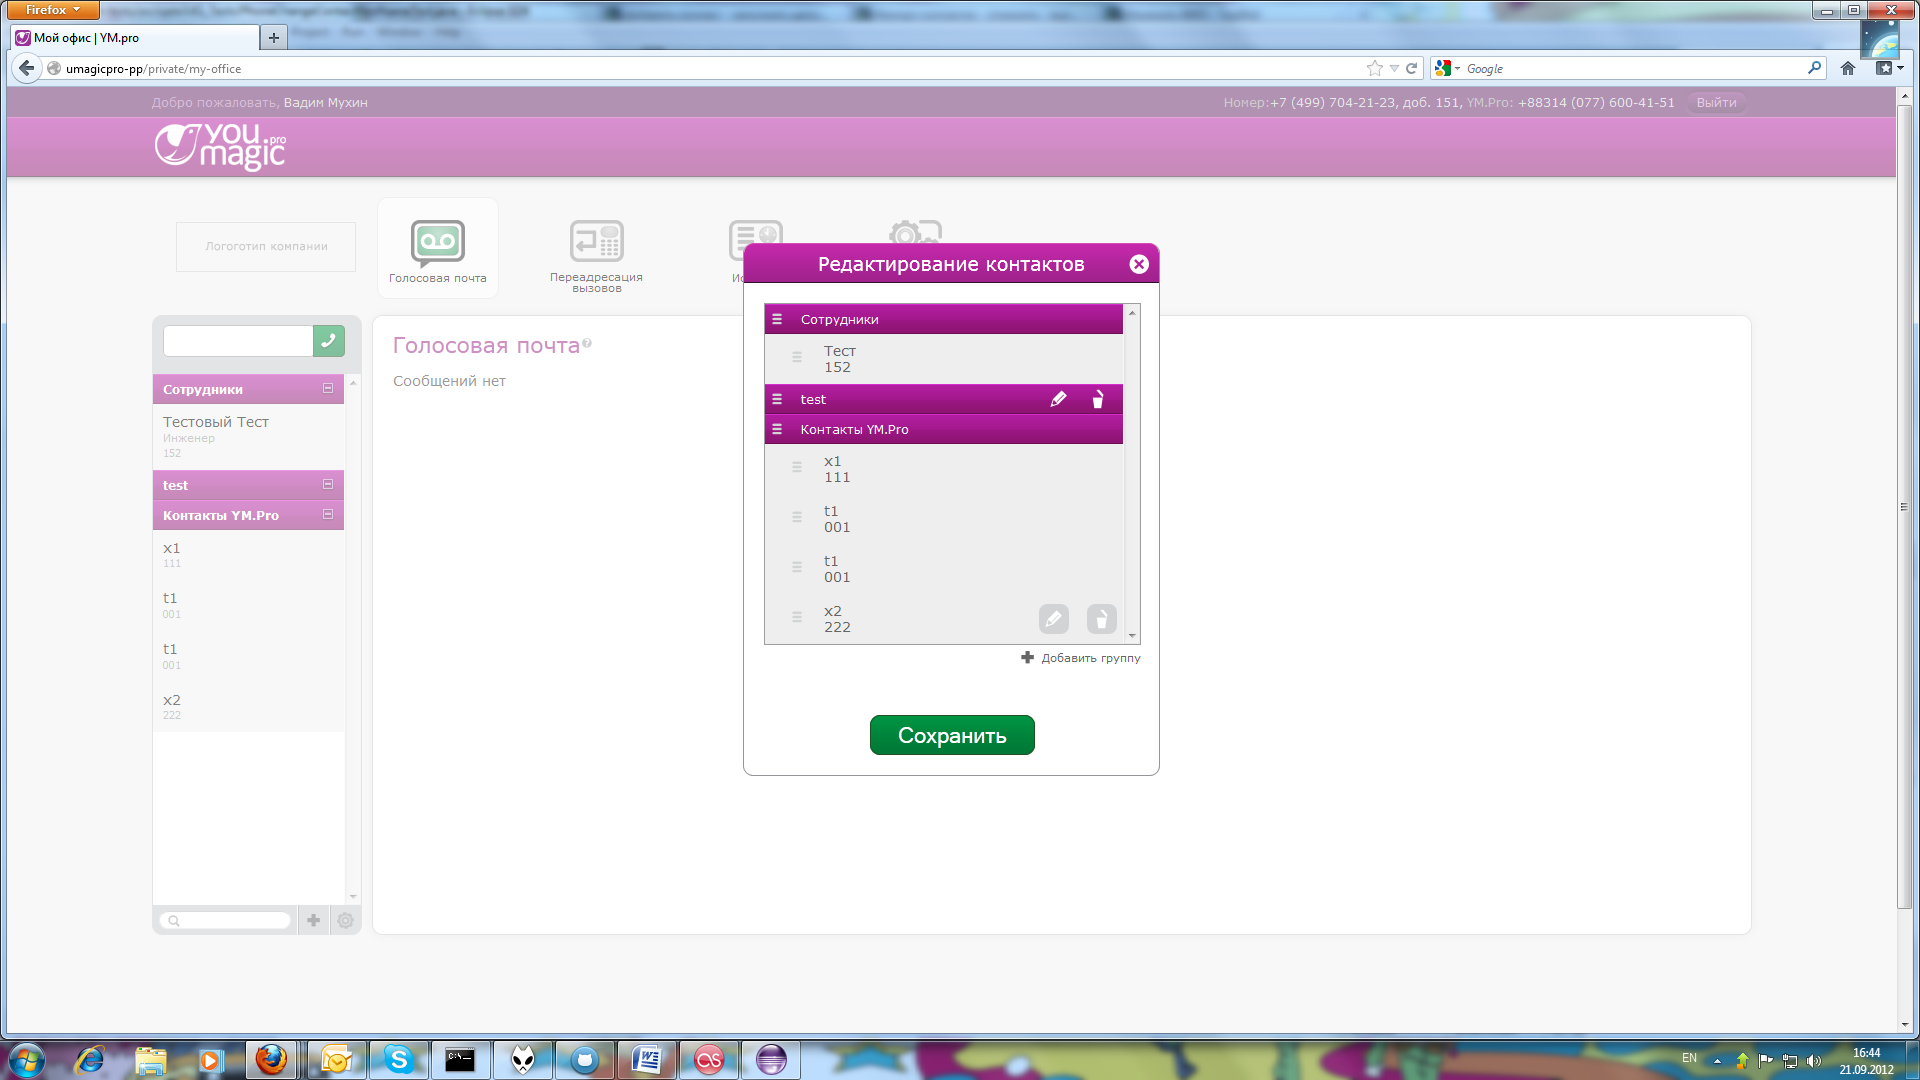 Firefox
Мой офис | YM.pro
umagicpro-pp/private/my-office
Google
Добро пожаловать, Вадим Мухин
Номер:+7 (499) 704-21-23, доб. 151, YM.Pro: +88314 (077) 600-41-51
Выйти
you
pro
magic
Логоготип компании
Голосовая почта
Переадресация
вызовов
Ис
Редактирование контактов
Сотрудники
Тест
152
test
Контакты YM.Pro
x1
111
t1
001
t1
001
x2
222
Добавить группу
Сохранить
Голосовая почта
Сообщений нет
Сотрудники
Тестовый Тест
Инженер
152
test
Контакты YM.Pro
x1
111
t1
001
t1
001
x2
222
EN
16:44
21.09.2012